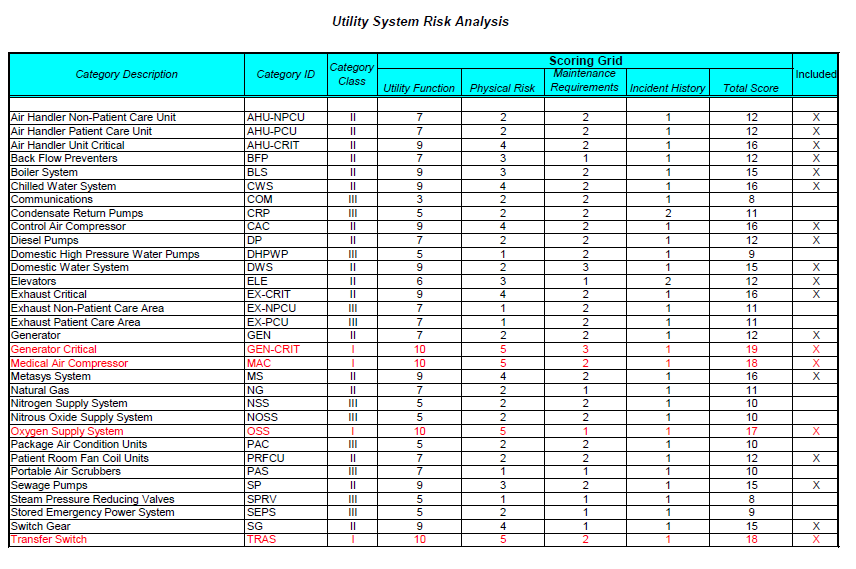 Utility System Risk Analysis
Scoring Grid
Category Description Category ID Category Class Utility Function Physical Risk Maintenance Requirements Incident History Total Score Included
Air Handler Non-Patient Care Unit AHU-NPCU II 7 2 2 1 12 X
Air Handler Patient Care Unit AHU-PCU II 7 2 2 1 12 X
Air Handler Unit Critical AHU-CRIT II 9 4 2 1 16 X
Back Flow Preventers BFP II 7 3 1 1 12 X
Boiler System BLS II 9 3 2 1 15 X
Chilled Water System CWS II 9 4 2 1 16 X
Communications COM III 3 2 2 1 8
Condensate Return Pumps CRP III 5 2 2 2 11
Control Air Compressor CAC II 9 4 2 1 16 X
Diesel Pumps DP II 7 2 2 1 12 X
Domestic High Pressure Water Pumps DHPWP III 5 1 2 1 9
Domestic Water System DWS II 9 2 3 1 15 X
Elevators ELE II 6 3 1 2 12 X
Exhaust Critical EX-CRIT II 9 4 2 1 16 X
Exhaust Non-Patient Care Area EX-NPCU III 7 1 2 1 11
Exhaust Patient Care Area EX-PCU III 7 1 2 1 11
Generator GEN II 7 2 2 1 12 X
Generator Critical GEN-CRIT I 10 5 3 1 19 X
Medical Air Compressor MAC I 10 5 2 1 18 X
Metasys System MS II 9 4 2 1 16 X
Natural Gas NG II 7 2 1 1 11
Nitrogen Supply System NSS III 5 2 2 1 10
Nitrous Oxide Supply System NOSS III 5 2 2 1 10
Oxygen Supply System OSS I 10 5 1 1 17 X
Package Air Condition Units PAC III 5 2 2 1 10
Patient Room Fan Coil Units PRFCU II 7 2 2 1 12 X
Portable Air Scrubbers PAS III 7 1 1 1 10
Sewage Pumps SP II 9 3 2 1 15 X
Steam Pressure Reducing Valves SPRV III 5 1 1 1 8
Stored Emergency Power System SEPS III 5 2 1 1 9
Switch Gear SG II 9 4 1 1 15 X
Transfer Switch TRAS I 10 5 2 1 18 X